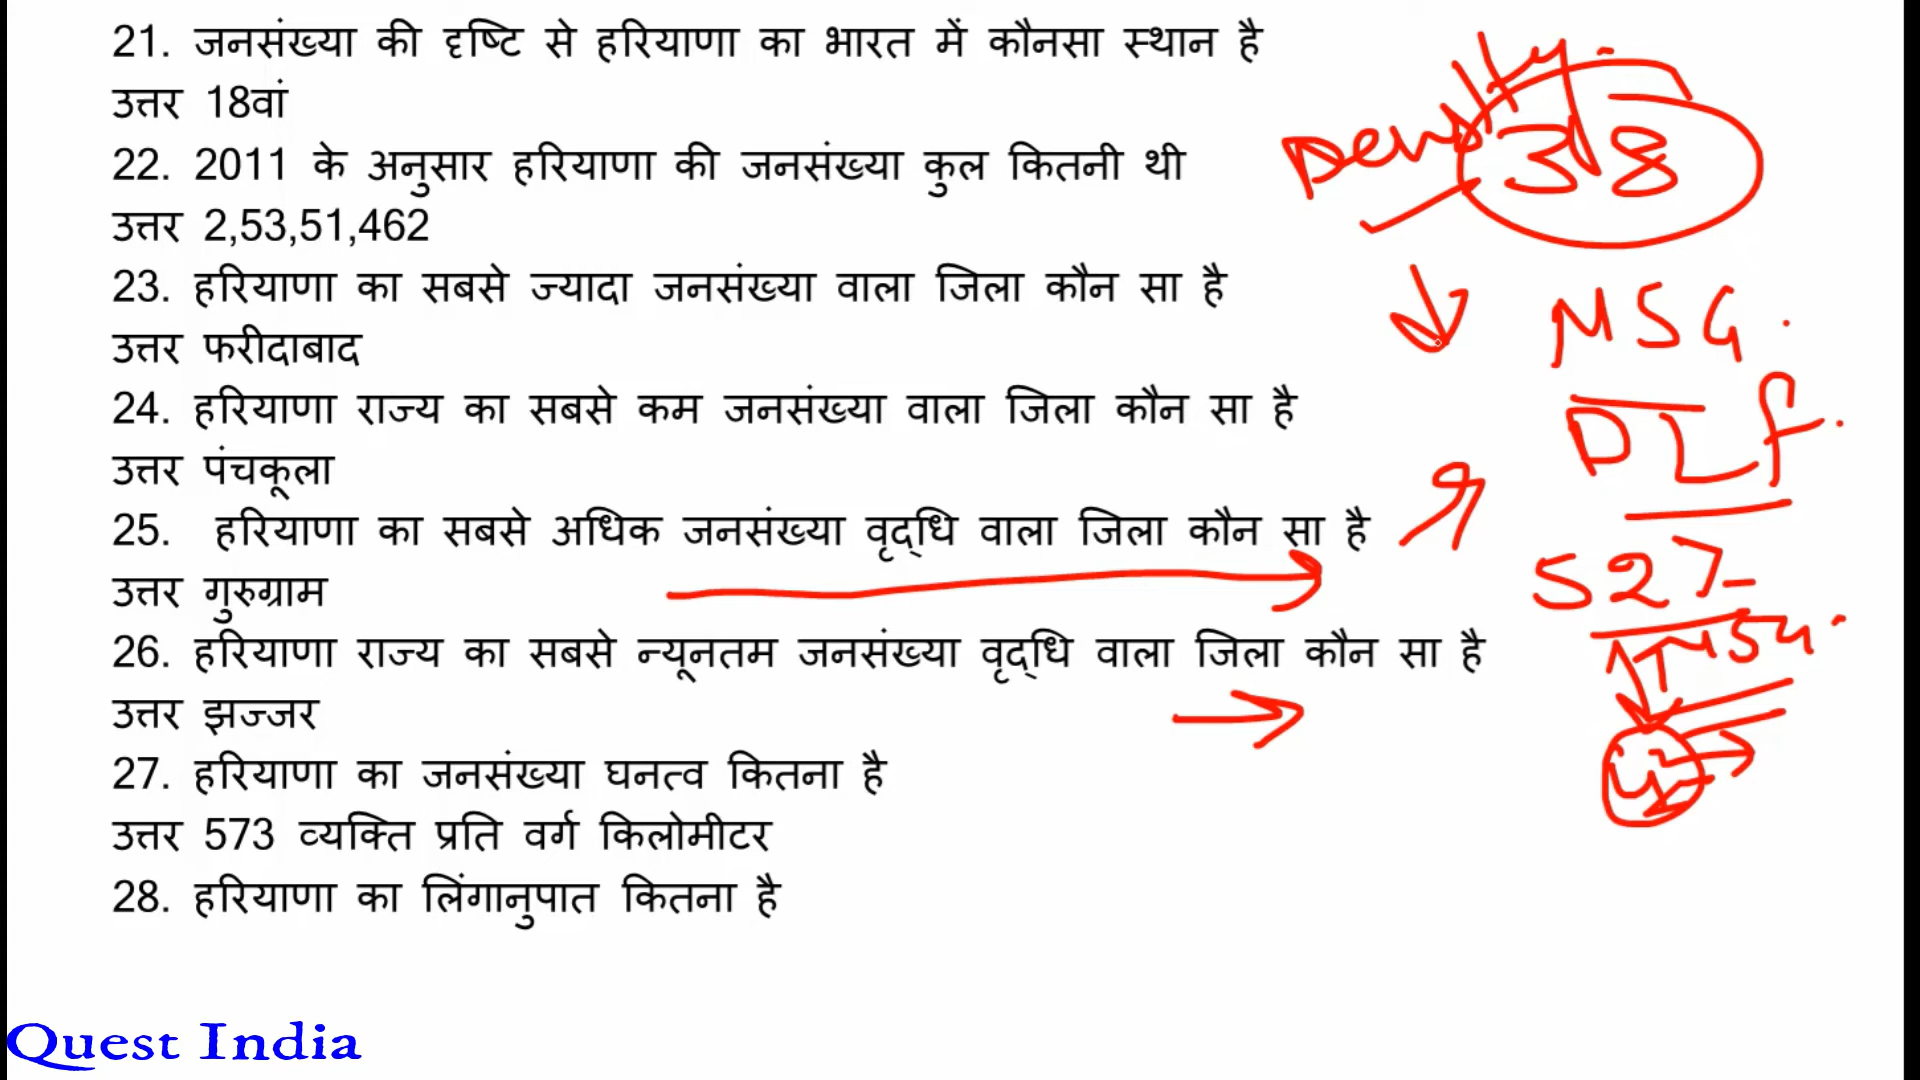 21. जनसंख्या की दृष्टि से हरियाणा का भारत में कौनसा स्थान है
उत्तर 18वां
22. 2011 के अनुसार हरियाणा की जनसंख्या कुल कितनी थी
उत्तर 2,53,51,462
23. हरियाणा का सबसे ज्यादा जनसंख्या वाला जिला कौन सा है
उत्तर फरीदाबाद
24. हरियाणा राज्य का सबसे कम जनसंख्या वाला जिला कौन सा है
उत्तर पंचकूला
25. हरियाणा का सबसे अधिक जनसंख्या वृद्धि वाला जिला कौन सा है
उत्तर गुरुग्राम
26. हरियाणा राज्य का सबसे न्यूनतम जनसंख्या वृद्धि वाला जिला कौन सा है
उत्तर झज्जर
27. हरियाणा का जनसंख्या घनत्व कितना है
उत्तर 573 व्यक्ति प्रति वर्ग किलोमीटर
28. हरियाणा का लिंगानुपात कितना है
Density
MSG.
DLF.
527
MSG.
Quest India